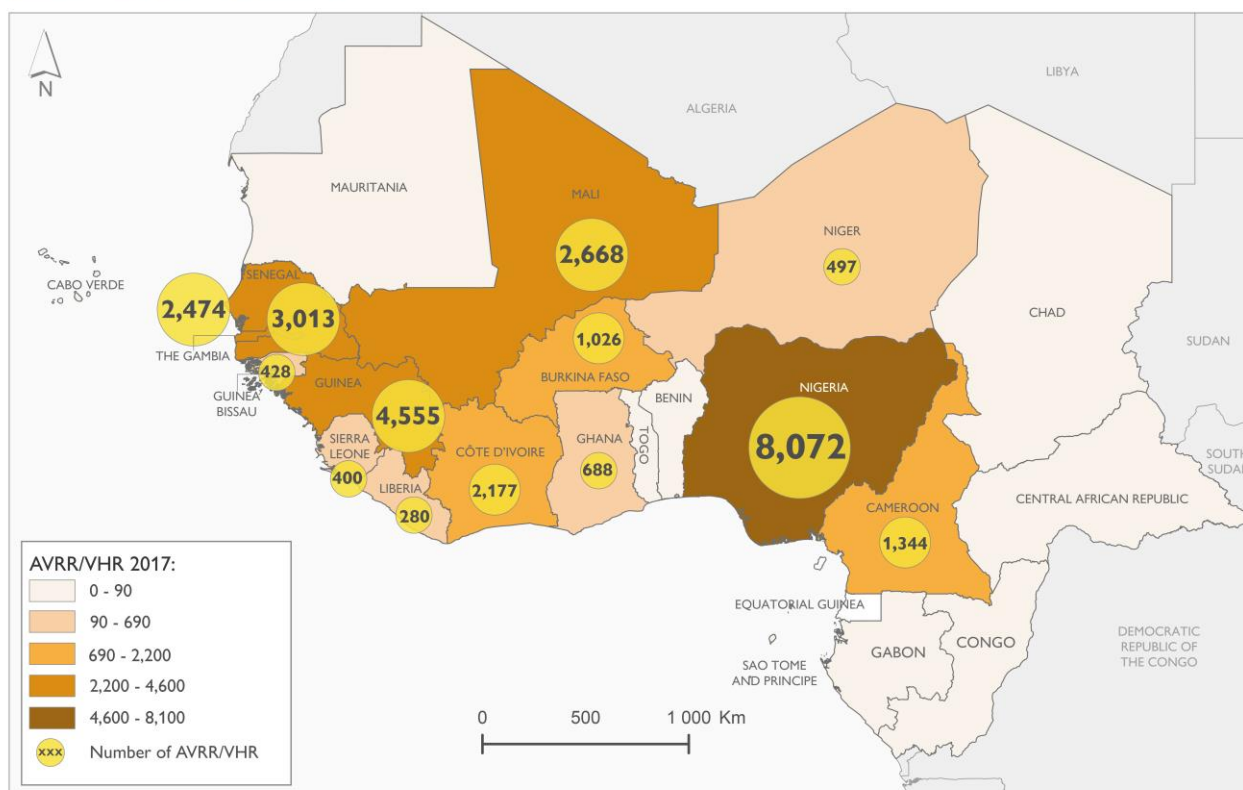 N
ALGERIA
LIBYA
MAURITANIA
MALI
2,668
NIGER
497
CABO VERDE
SENEGAL
2,474
3,013
THE GAMBIA
CHAD
SUDAN
428
GUINEA
BISSAU
GUINEA
4,555
1,026
BURKINA FASO
BENIN
NIGERIA
8,072
SIERRA
LEONE
400
LIBERIA
280
CÔTE D'IVOIRE
2,177
GHANA
688
TOGO
SOUTH
SUDAN
CENTRAL AFRICAN REPUBLIC
CAMEROON
1,344
EQUATORIAL GUINEA
SAO TOME
AND PRINCIPE
GABON
CONGO
DEMOCRATIC
REPUBLIC OF
THE CONGO
AVRR/VHR 2017:
0 - 90
90 - 690
690 - 2,200
2,200 - 4,600
4,600 - 8,100
xxx Number of AVRR/VHR
0 500 1 000 Km